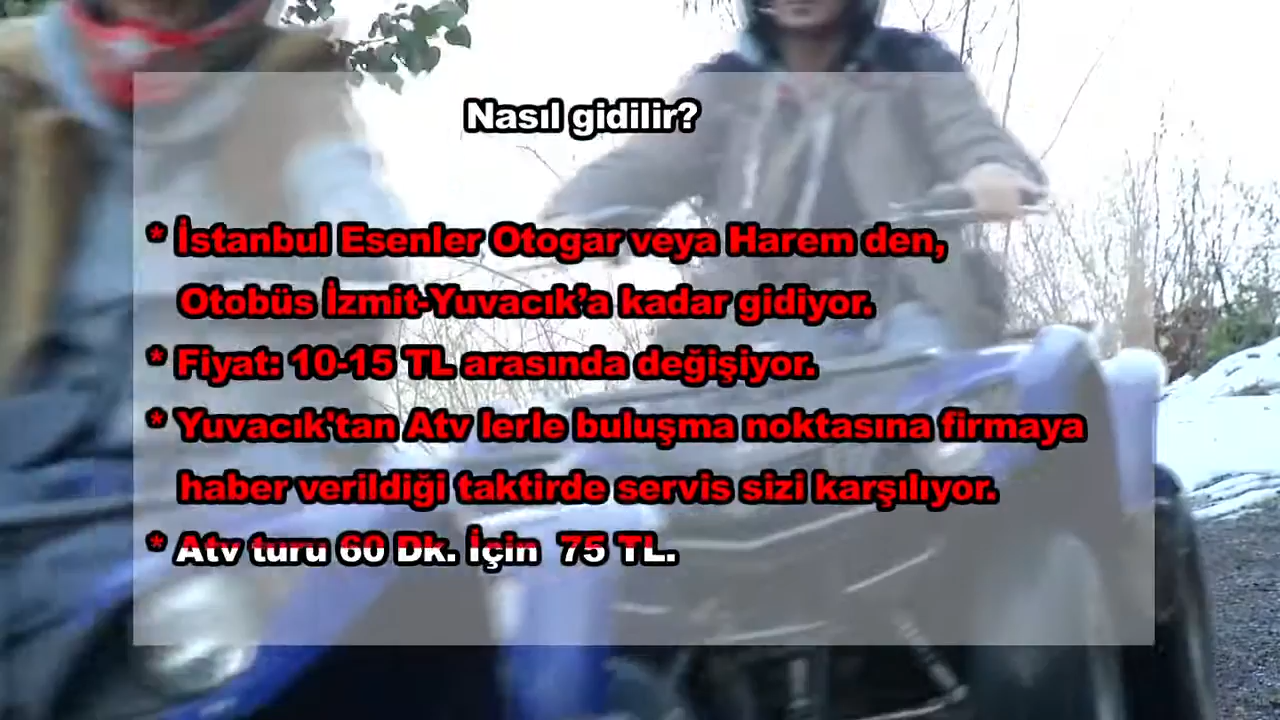 Nasıl gidilir?
* İstanbul Esenler Otogar veya Harem den,
Otobüs İzmit-Yuvacık’a kadar gidiyor.
* Fiyat: 10-15 TL arasında değişiyor.
* Yuvacık'tan Atv lerle buluşma noktasına firmaya
haber verildiği taktirde servis sizi karşılıyor.
* Atv turu 60 Dk. İçin 75 TL.